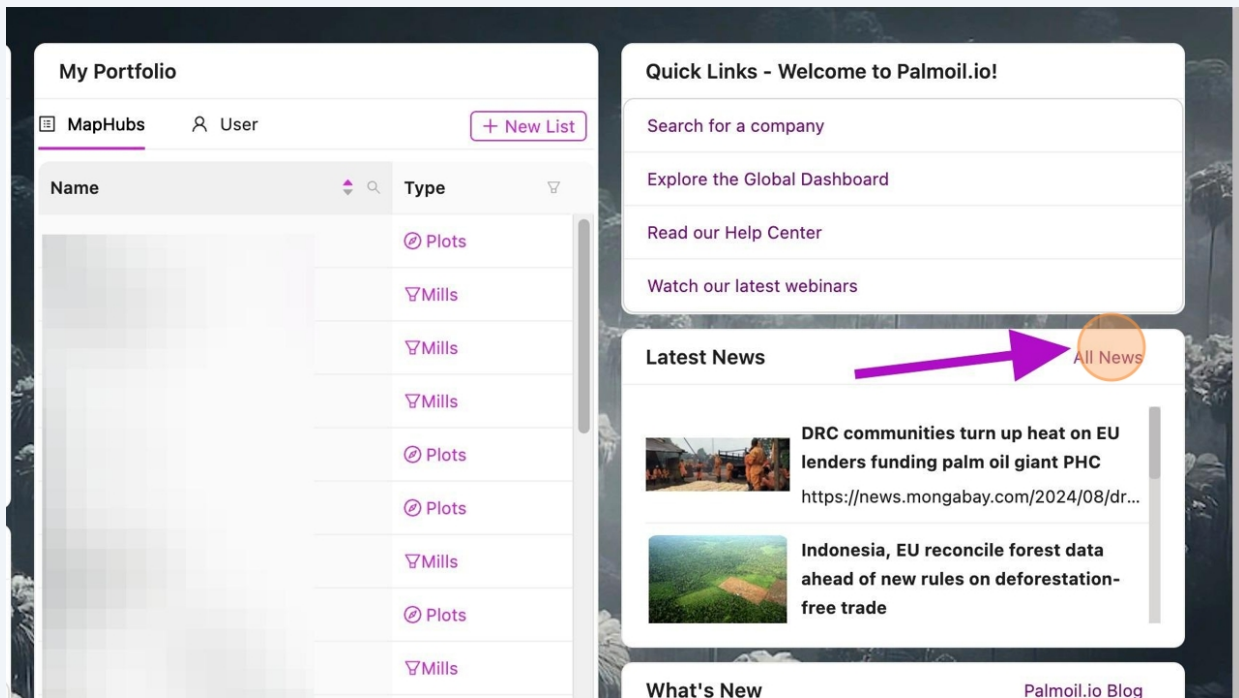 My Portfolio
MapHubs
User
+ New List
Name
Type
Plots
Mills
Mills
Mills
Plots
Plots
Mills
Plots
Mills
Quick Links - Welcome to Palmoil.io!
Search for a company
Explore the Global Dashboard
Read our Help Center
Watch our latest webinars
Latest News
All News
DRC communities turn up heat on EU
lenders funding palm oil giant PHC
https://news.mongabay.com/2024/08/dr...
Indonesia, EU reconcile forest data
ahead of new rules on deforestation-
free trade
What's New
Palmoil.io Blog